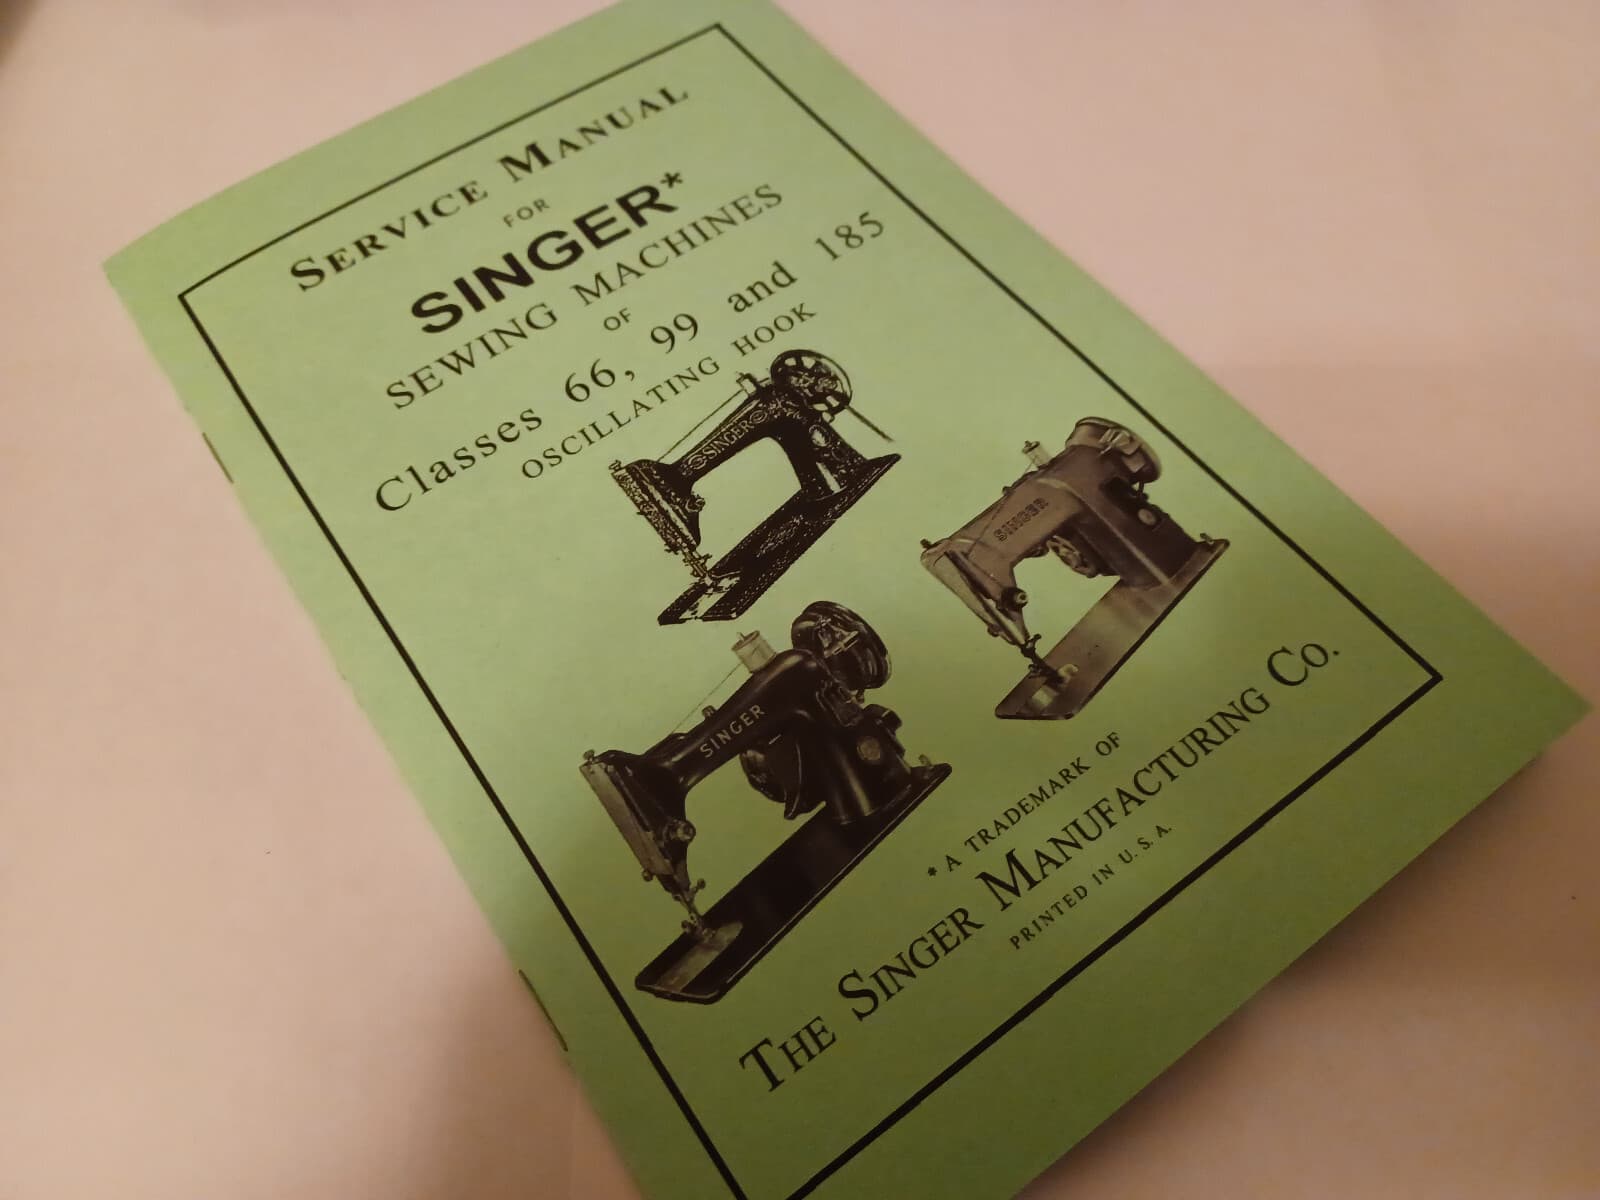 SERVICE MANUAL
FOR
SINGER*
SEWING MACHINES
OF
Classes 66, 99 and 185
OSCILLATING HOOK
SINGER
SINGER
SINGER
* A TRADEMARK OF
THE SINGER MANUFACTURING CO.
PRINTED IN U. S. A.